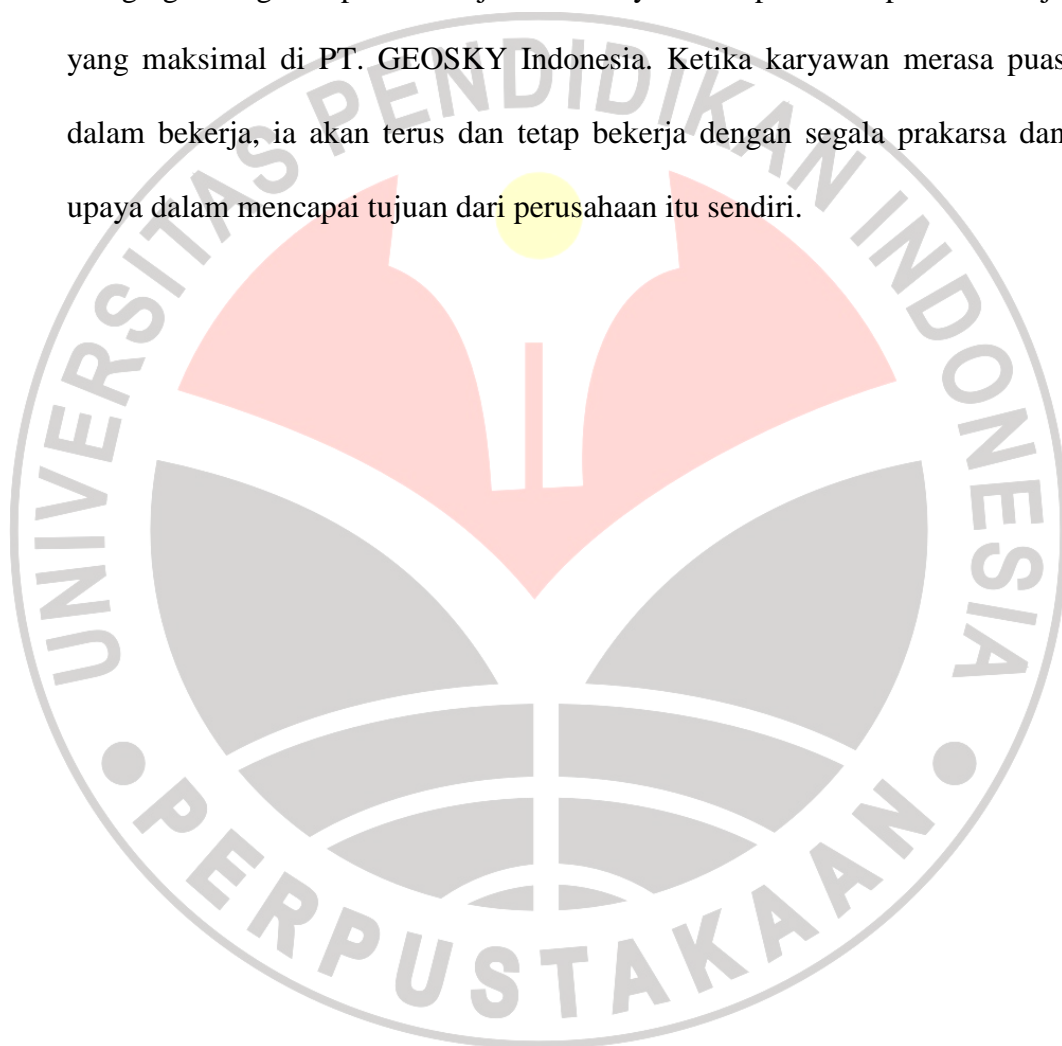 yang maksimal di PT. GEOSKY Indonesia. Ketika karyawan merasa puas
dalam bekerja, ia akan terus dan tetap bekerja dengan segala prakarsa dan
upaya dalam mencapai tujuan dari perusahaan itu sendiri.
UNIVERSITAS PENDIDIKAN INDONESIA
PERPUSTAKAAN